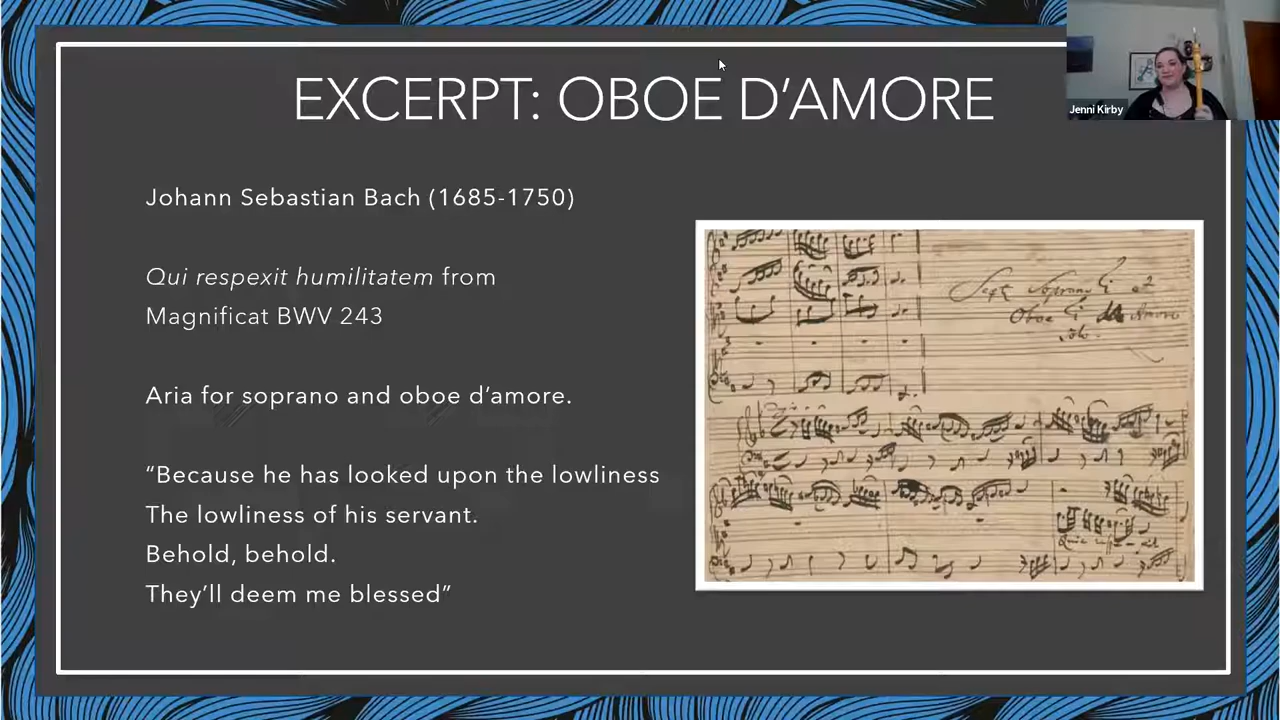 EXCERPT: OBOE D'AMORE
Jenni Kirby
Johann Sebastian Bach (1685-1750)
Qui respexit humilitatem from
Magnificat BWV 243
Aria for soprano and oboe d'amore.
“Because he has looked upon the lowliness
The lowliness of his servant.
Behold, behold.
They'll deem me blessed”
Oboe